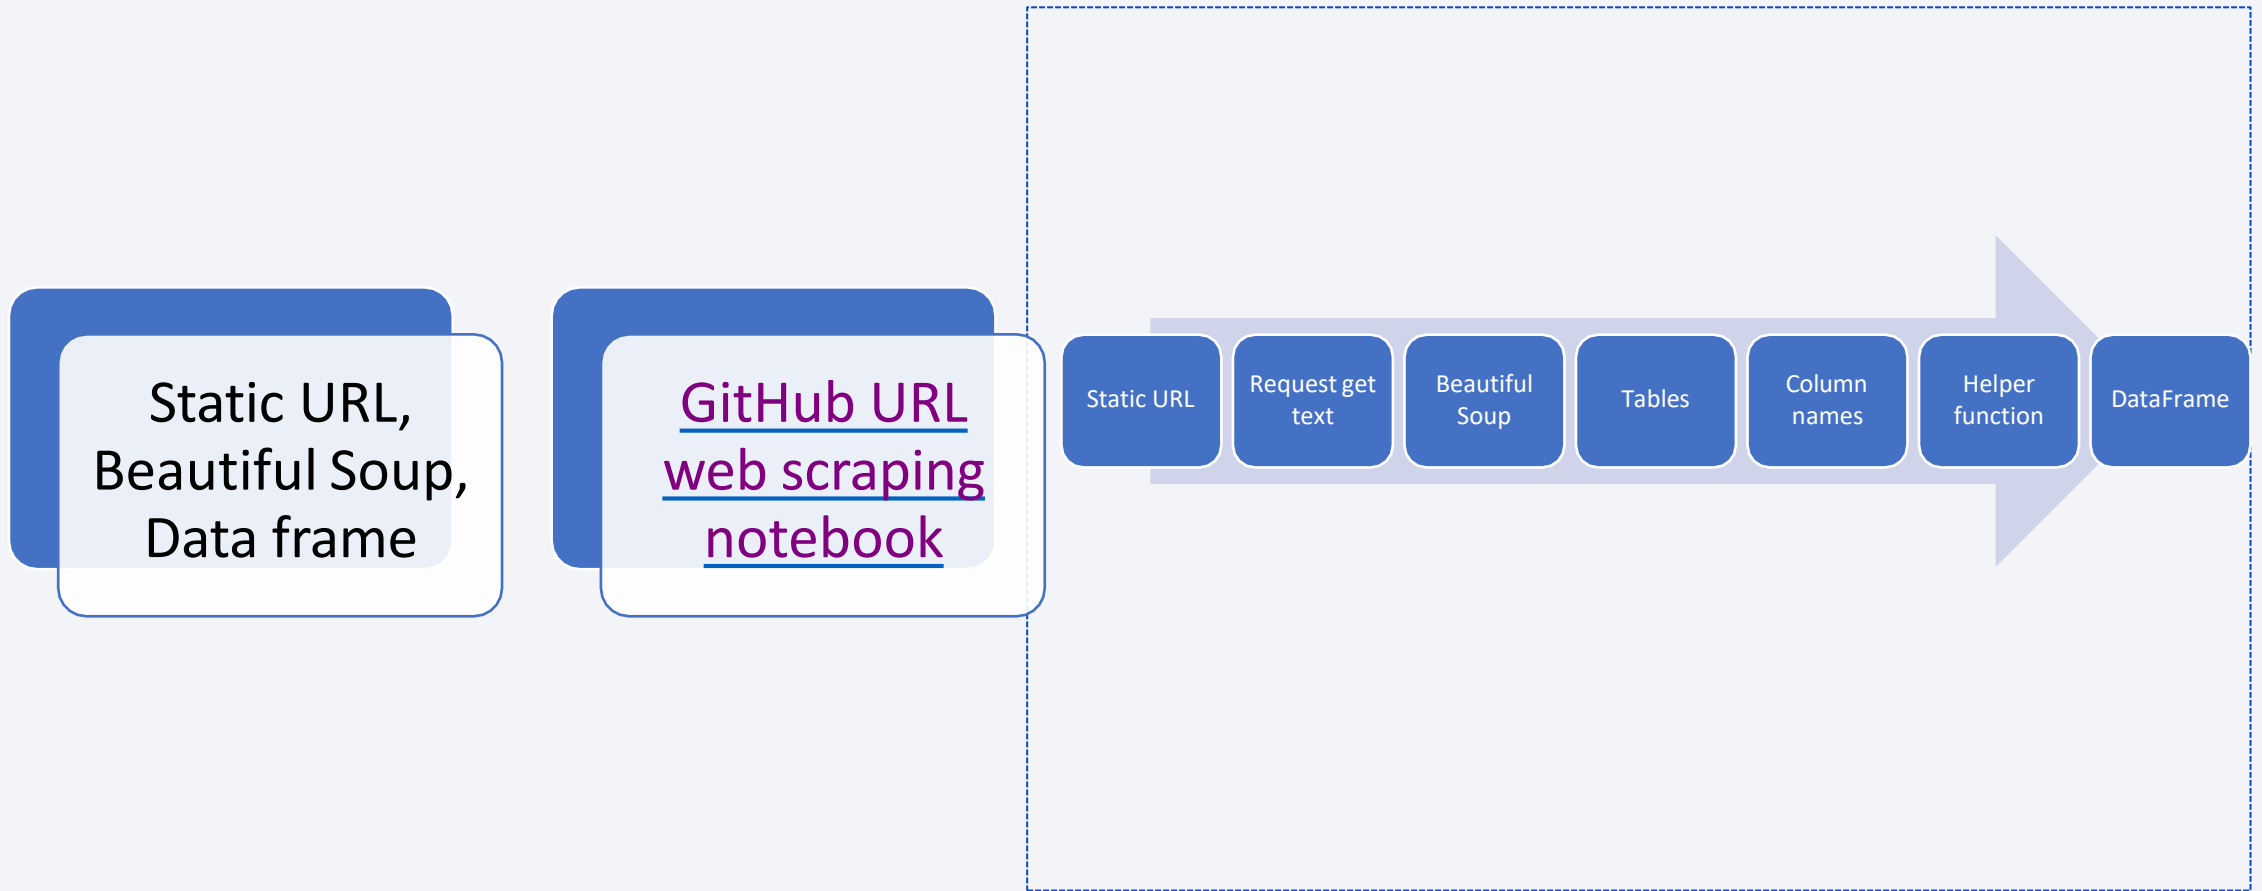 Static URL,
Beautiful Soup,
Data frame
GitHub URL
web scraping
notebook
Static URL
Request get
text
Beautiful
Soup
Tables
Column
names
Helper
function
DataFrame